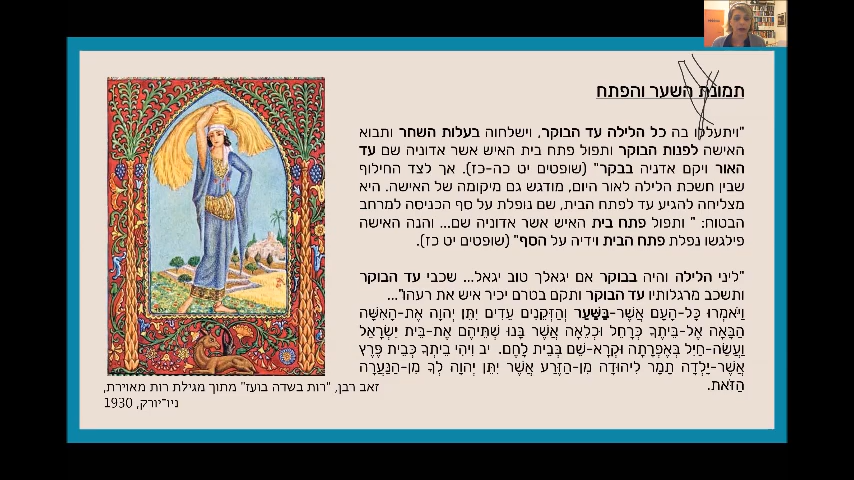 תמונת השער והפתח
"ויתעללו בה כל הלילה עד הבוקר, וישלחוה בעלות השחר ותבוא
האישה לפנות הבוקר ותפול פתח בית האיש אשר אדוניה שם עד
האור ויקם אדניה בבקר" (שופטים יט כה-כז). אך לצד החילוף
שבין חשכת הלילה לאור היום, מודגש גם מיקומה של האישה. היא
מצליחה להגיע עד לפתח הבית, שם נופלת על סף הכניסה למרחב
הבטוח: " ותפול פתח בית האיש אשר אדוניה שם... והנה האישה
פילגשו נפלת פתח הבית וידיה על הסף" (שופטים יט כז).
"ליני הלילה והיה בבוקר אם יגאלך טוב יגאל... שכבי עד הבוקר
ותשכב מרגלותיו עד הבוקר ותקם בטרם יכיר איש את רעהו"...
וַיֹּאמְרוּ כׇּל-הָעָם אֲשֶׁר-בַּשַּׁעַר וְהַזְּקֵנִים עֵדִים יִתֵּן יְהוָה אֶת-הָאִשָּׁה
הַבָּאָה אֶל-בֵּיתֶךָ כְּרָחֵל וּכְלֵאָה אֲשֶׁר בָּנוּ שְׁתֵּיהֶם אֶת-בֵּית יִשְׂרָאֵל
וַעֲשֵׂה-חַיִל בְּאֶפְרָתָה וּקְרָא-שֵׁם בְּבֵית לָחֶם. יב וִיהִי בֵיתְךָ כְּבֵית פֶּרֶץ
אֲשֶׁר-יָלְדָה תָמָר לִיהוּדָה מִן-הַזֶּרַע אֲשֶׁר יִתֵּן יְהוָה לְךָ מִן-הַנַּעֲרָה
הַזֹּאת.
זאב רבן, "רות בשדה בועז" מתוך מגילת רות מאוירת,
ניו־יורק, 1930